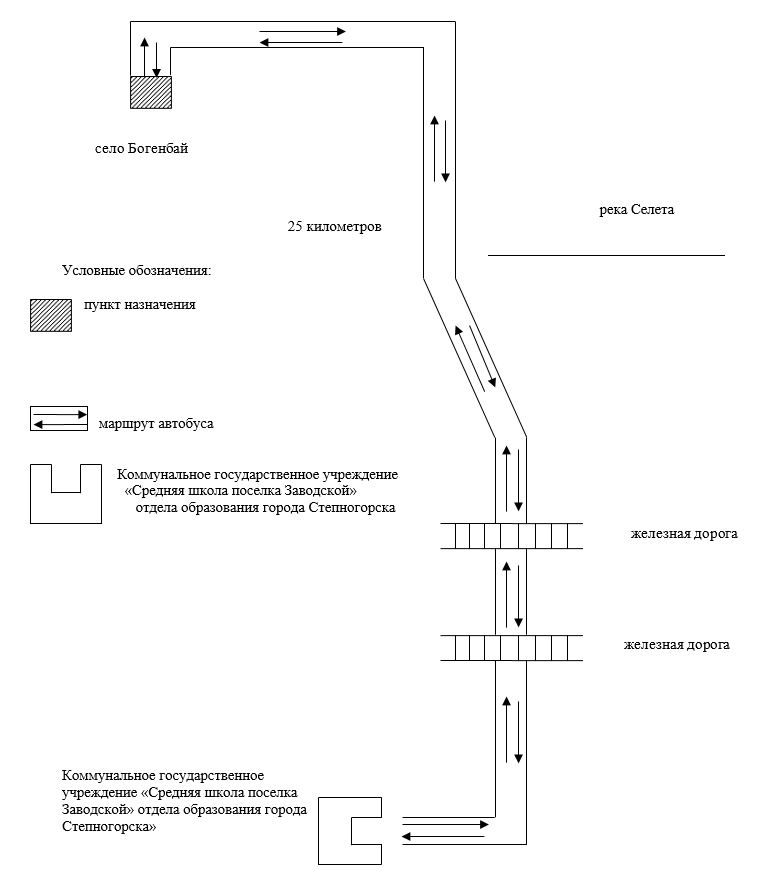 село Богенбай
река Селета
25 километров
Условные обозначения:
пункт назначения
маршрут автобуса
Коммунальное государственное учреждение
«Средняя школа поселка Заводской»
отдела образования города Степногорска
железная дорога
железная дорога
Коммунальное государственное
учреждение «Средняя школа поселка
Заводской» отдела образования города
Степногорска»